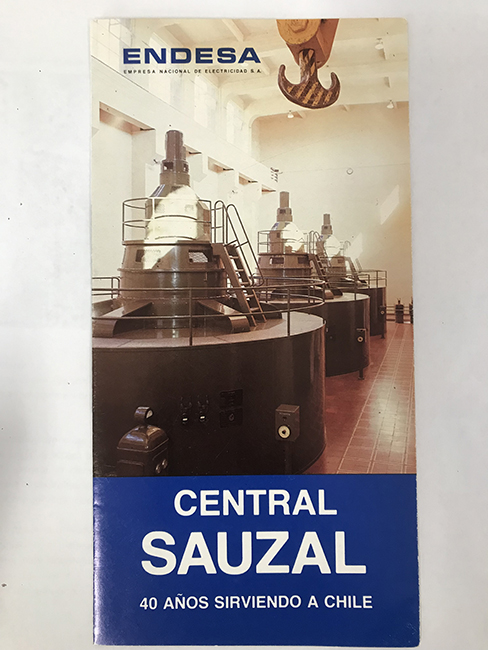 ENDESA
EMPRESA NACIONAL DE ELECTRICIDAD S.A.
CENTRAL
SAUZAL
40 AÑOS SIRVIENDO A CHILE